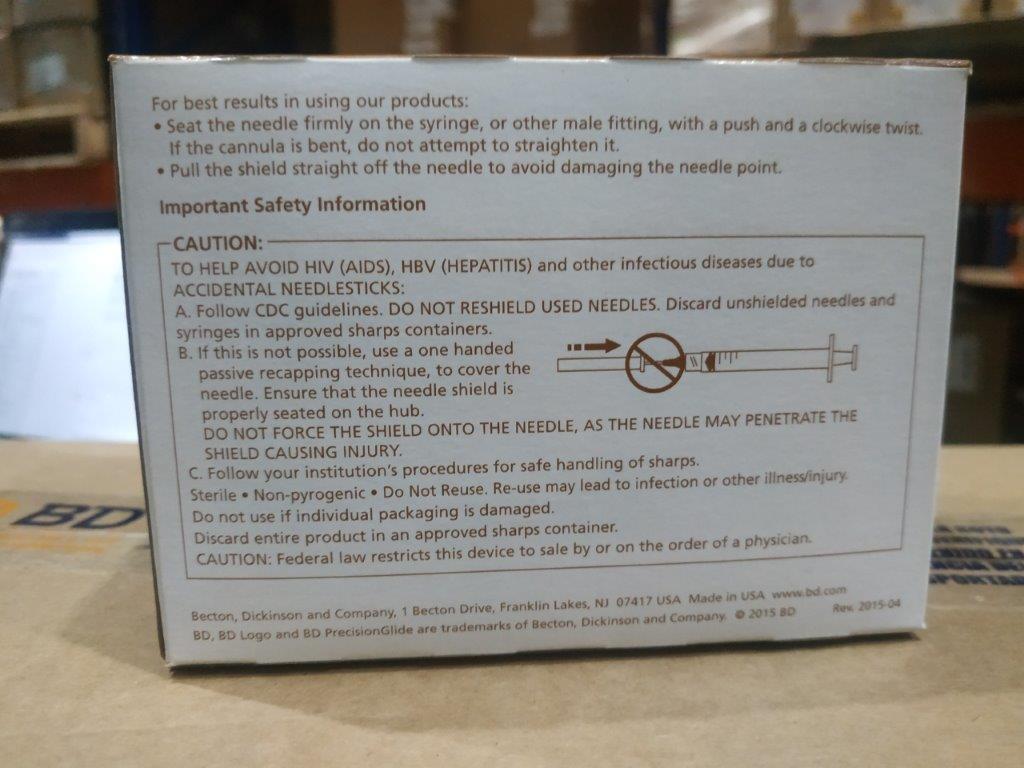 For best results in using our products:
• Seat the needle firmly on the syringe, or other male fitting, with a push and a clockwise twist.
If the cannula is bent, do not attempt to straighten it.
• Pull the shield straight off the needle to avoid damaging the needle point.
Important Safety Information
CAUTION:
TO HELP AVOID HIV (AIDS), HBV (HEPATITIS) and other infectious diseases due to
ACCIDENTAL NEEDLESTICKS:
A. Follow CDC guidelines. DO NOT RESHIELD USED NEEDLES. Discard unshielded needles and
syringes in approved sharps containers.
B. If this is not possible, use a one handed
passive recapping technique, to cover the
needle. Ensure that the needle shield is
properly seated on the hub.
DO NOT FORCE THE SHIELD ONTO THE NEEDLE, AS THE NEEDLE MAY PENETRATE THE
SHIELD CAUSING INJURY.
C. Follow your institution's procedures for safe handling of sharps.
Sterile • Non-pyrogenic • Do Not Reuse. Re-use may lead to infection or other illness/injury.
Do not use if individual packaging is damaged.
Discard entire product in an approved sharps container.
CAUTION: Federal law restricts this device to sale by or on the order of a physician.
Becton, Dickinson and Company, 1 Becton Drive, Franklin Lakes, NJ 07417 USA Made in USA www.bd.com
BD, BD Logo and BD PrecisionGlide are trademarks of Becton, Dickinson and Company. © 2015 BD Rev. 2015-04
BD